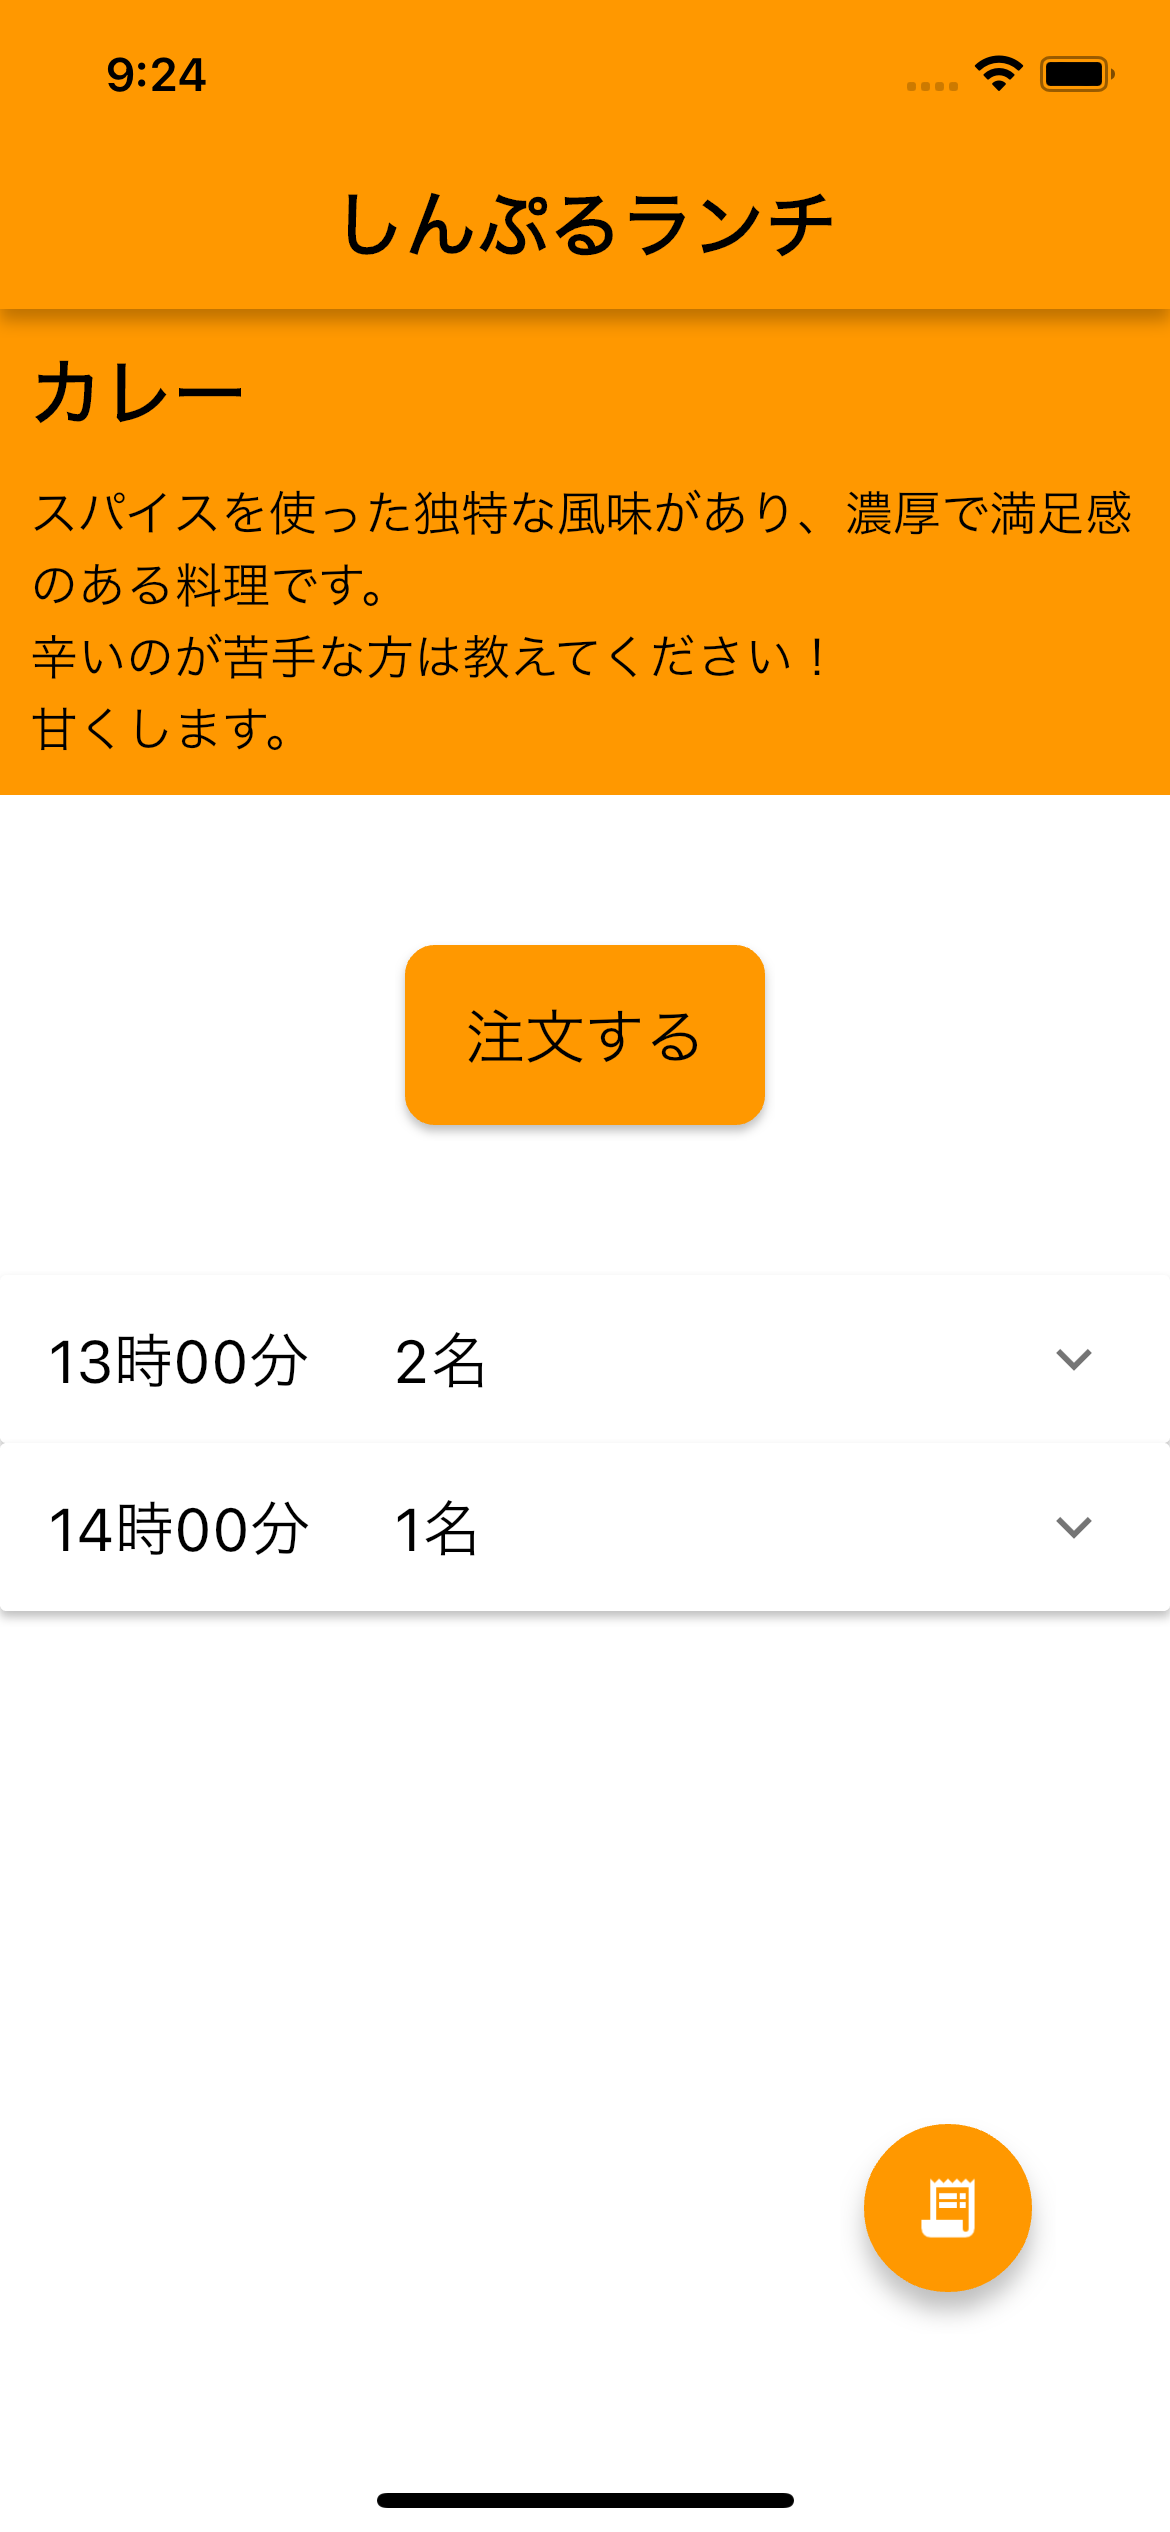 9:24
しんぷるランチ
カレー
スパイスを使った独特な風味があり、濃厚で満足感
のある料理です。
辛いのが苦手な方は教えてください！
甘くします。
注文する
13時00分 2名
14時00分 1名